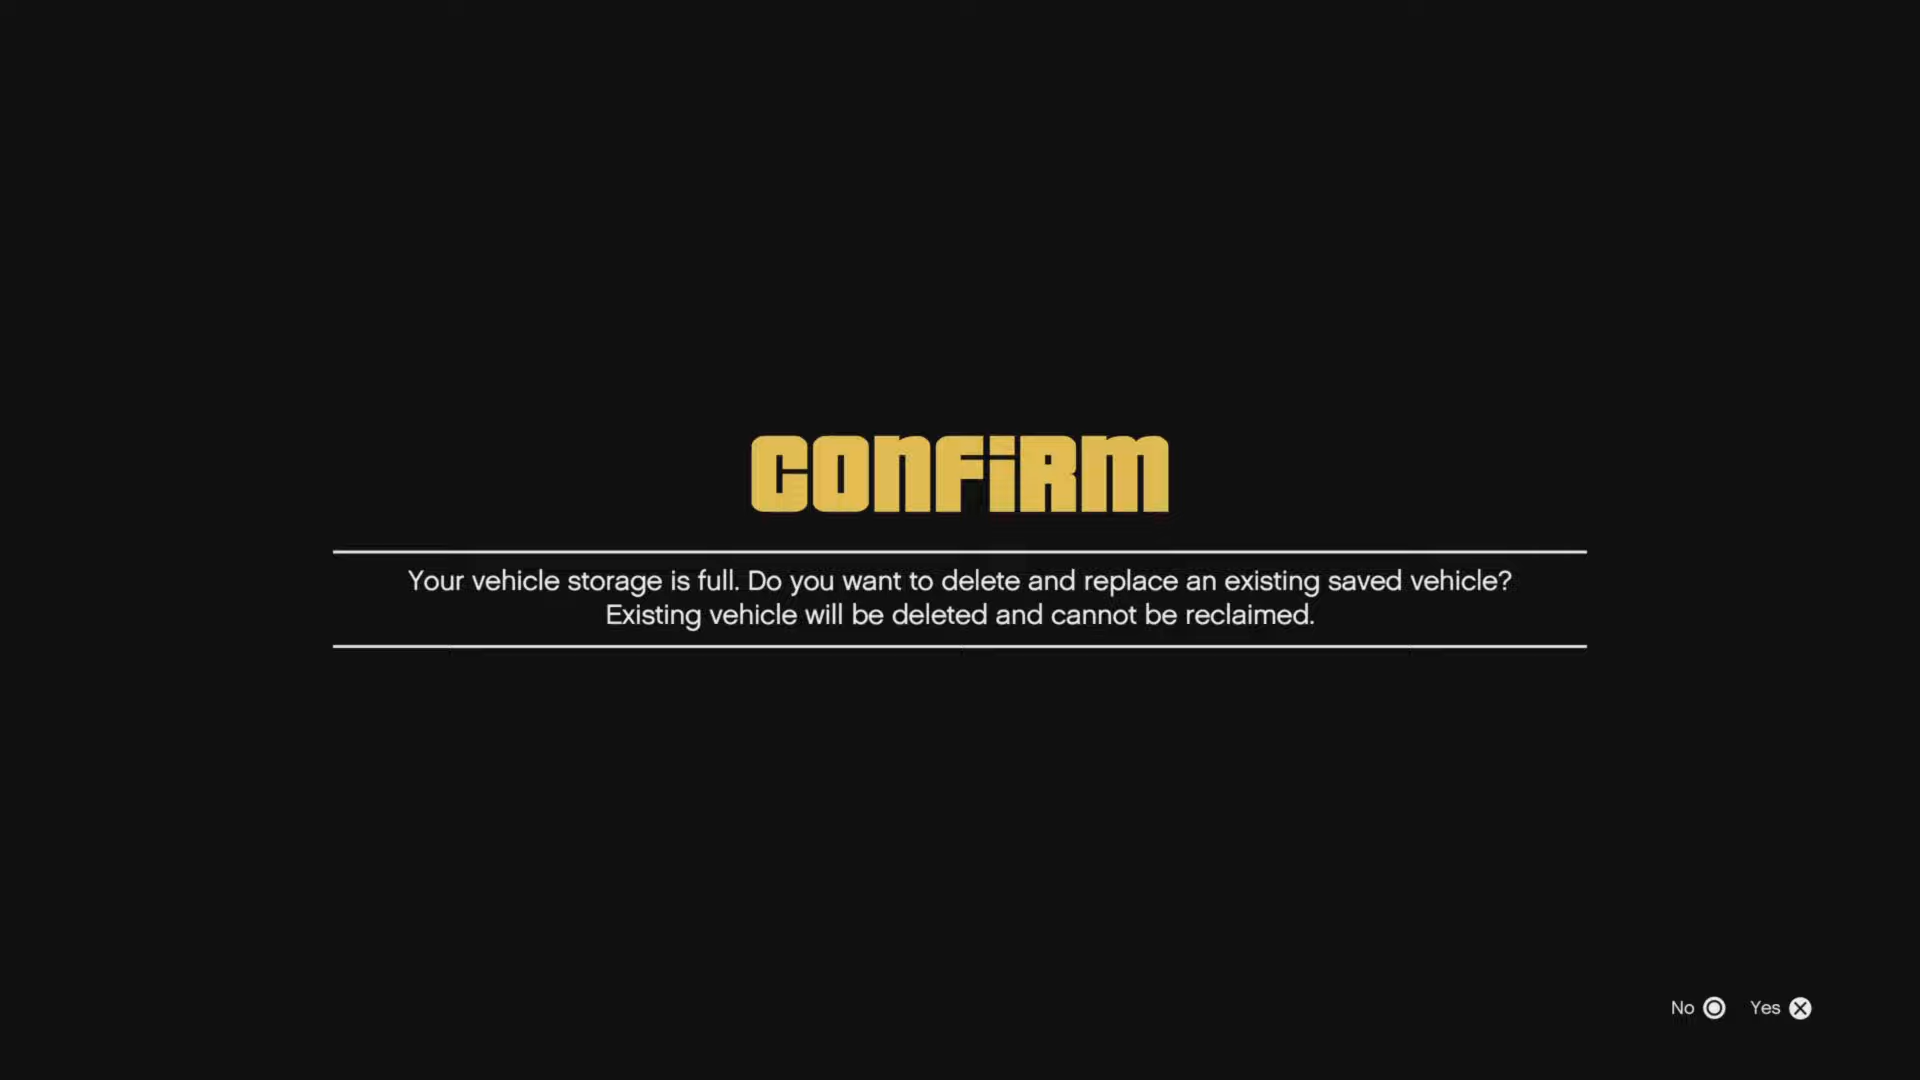 CONFIRM
Your vehicle storage is full. Do you want to delete and replace an existing saved vehicle?
Existing vehicle will be deleted and cannot be reclaimed.
No Yes